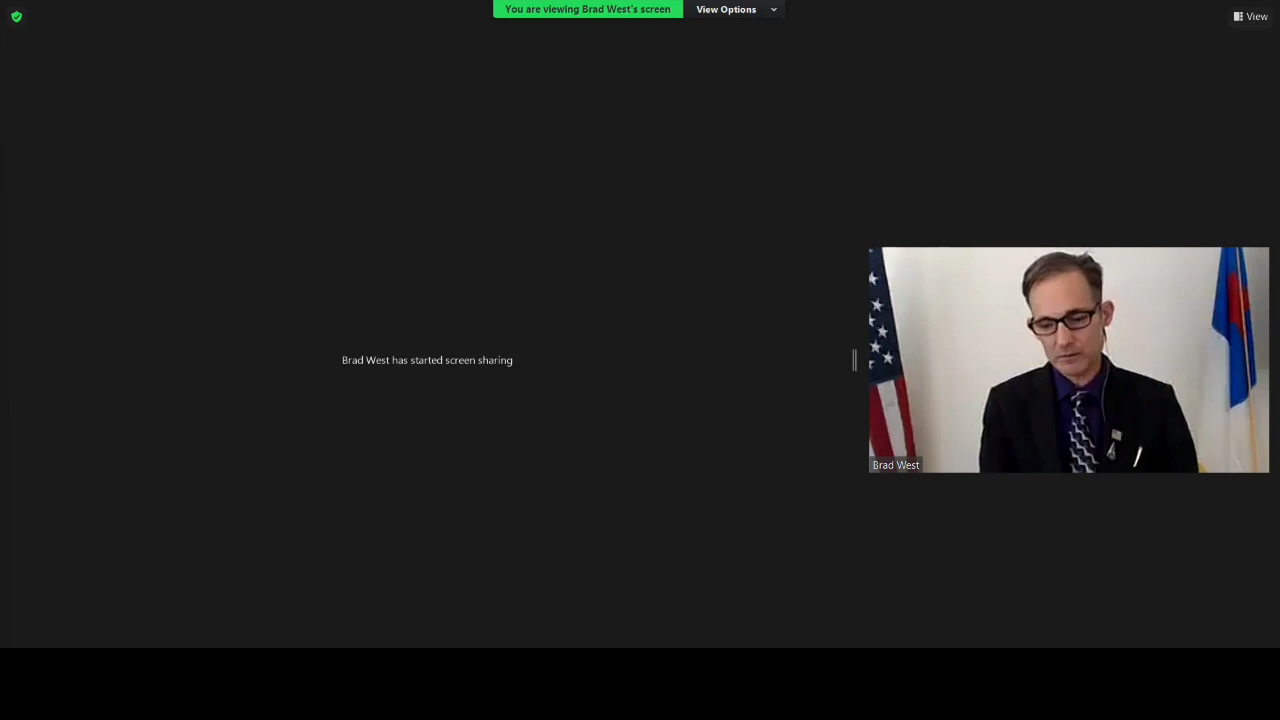 You are viewing Brad West's screen
View Options
View
Brad West has started screen sharing
Brad West